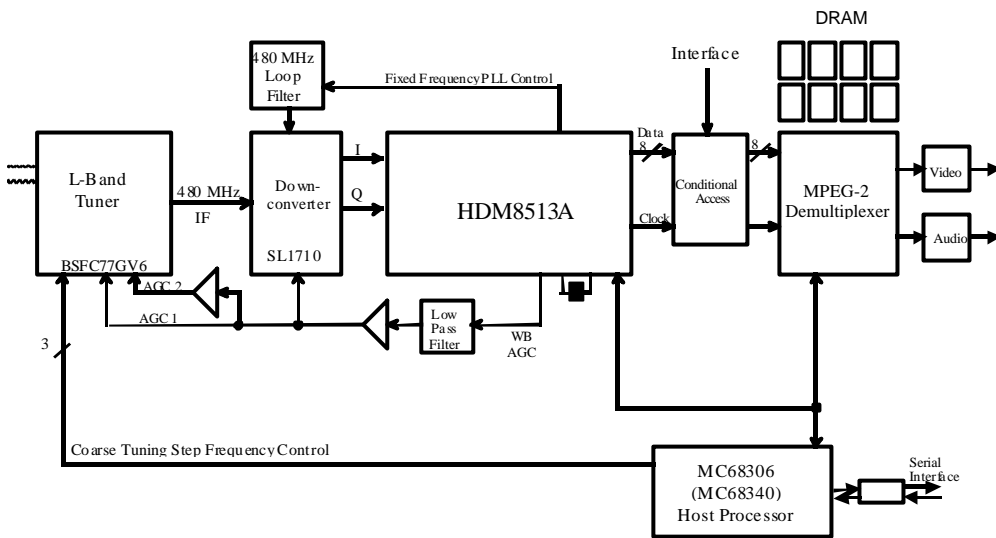 DRAM
480 MHz
Loop
Filter
Fixed Frequency PLL Control
Interface
L-Band
Tuner
BSFC77GV6
480 MHz
IF
Down-
converter
SL1710
I
Q
HDM8513A
Data
8
Clock
Conditional
Access
8
MPEG-2
Demultiplexer
Video
Audio
AGC 2
AGC 1
Low
Pass
Filter
WB
AGC
3
Coarse Tuning Step Frequency Control
MC68306
(MC68340)
Host Processor
Serial
Interface